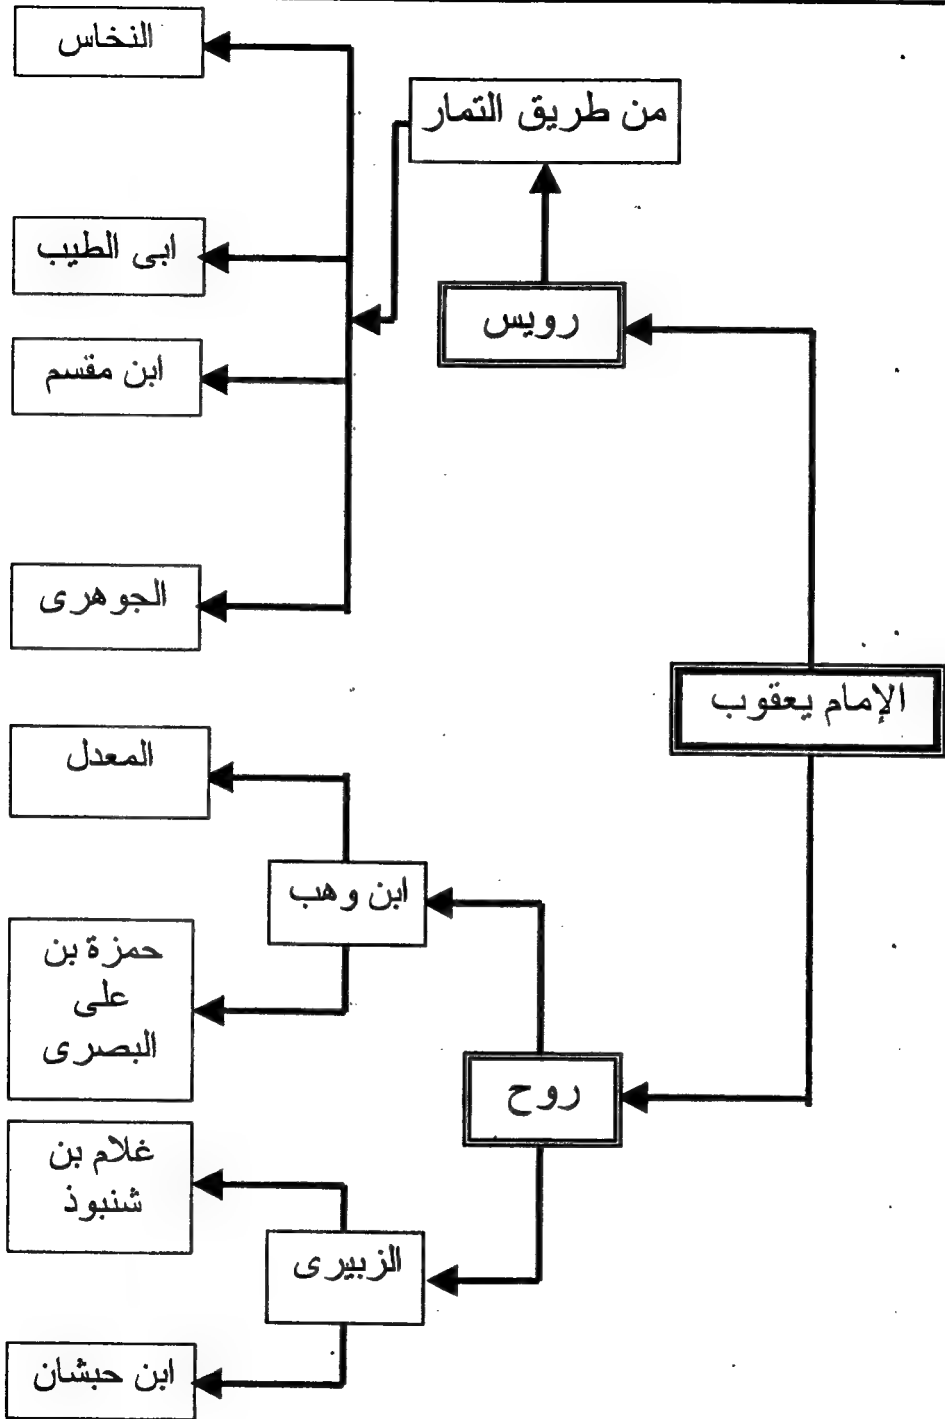 النخاس
من طريق التمار
ابى الطيب
رويس
ابن مقسم
الجوهرى
الإمام يعقوب
المعدل
ابن وهب
حمزة بن
على
البصرى
روح
غلام بن
شنبوذ
الزبيرى
ابن حبشان